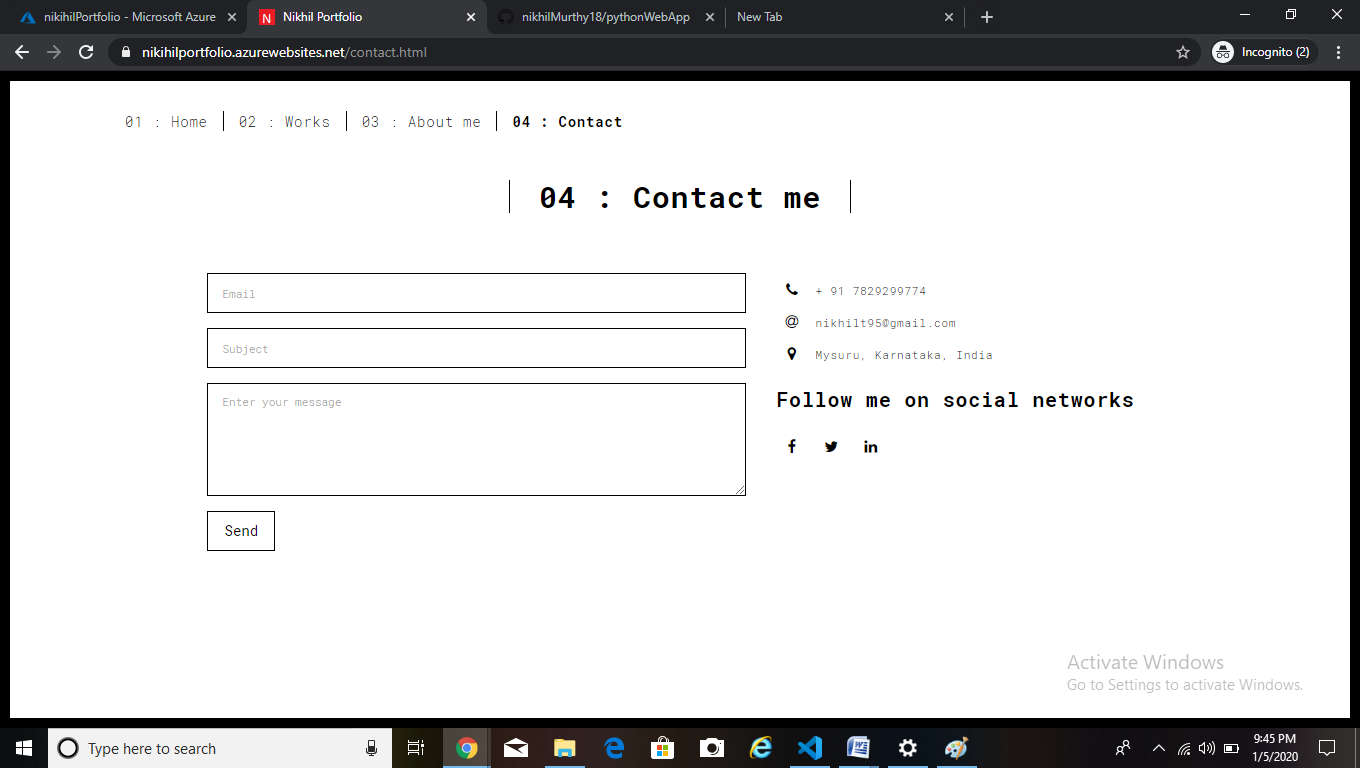 nikihilPortfolio - Microsoft Azure
N Nikhil Portfolio
nikhilMurthy18/pythonWebApp
New Tab
nikihilportfolio.azurewebsites.net/contact.html
Incognito (2)
01 : Home
02 : Works
03 : About me
04 : Contact
04 : Contact me
Email
Subject
Enter your message
Send
+ 91 7829299774
@ nikhilt95@gmail.com
Mysuru, Karnataka, India
Follow me on social networks
f
in
Activate Windows
Go to Settings to activate Windows.
Type here to search
9:45 PM
1/5/2020